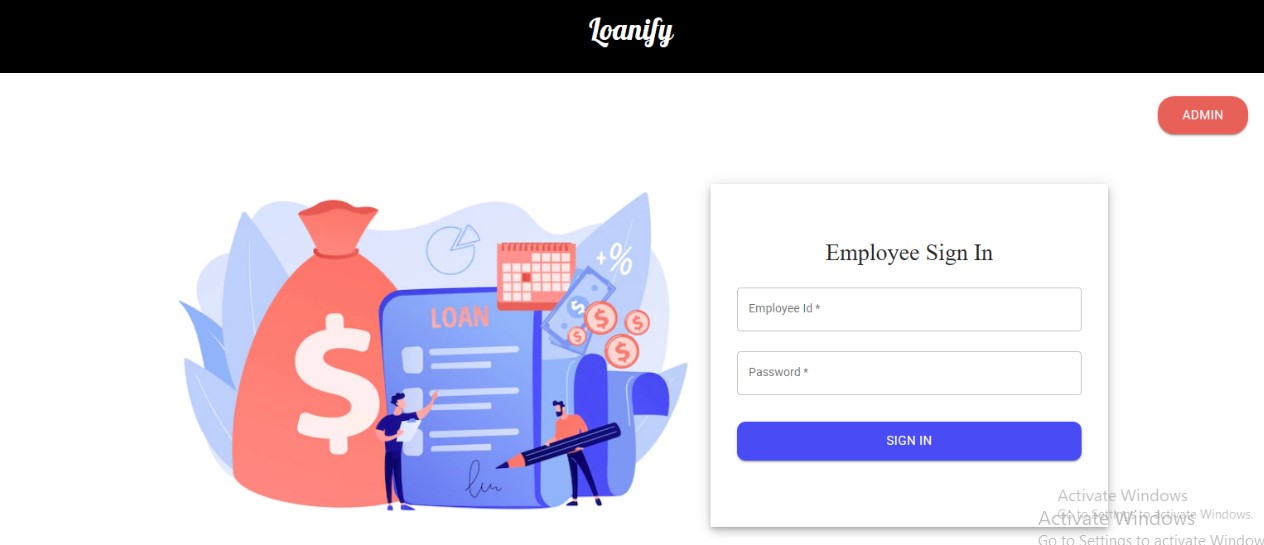 Loanify
ADMIN
+%
LOAN
$
$
$
$
$
$
Employee Sign In
Employee Id *
Password *
SIGN IN
Activate Windows
Go to Settings to activate Windows.
Activate Windows
Go to Settings to activate Window